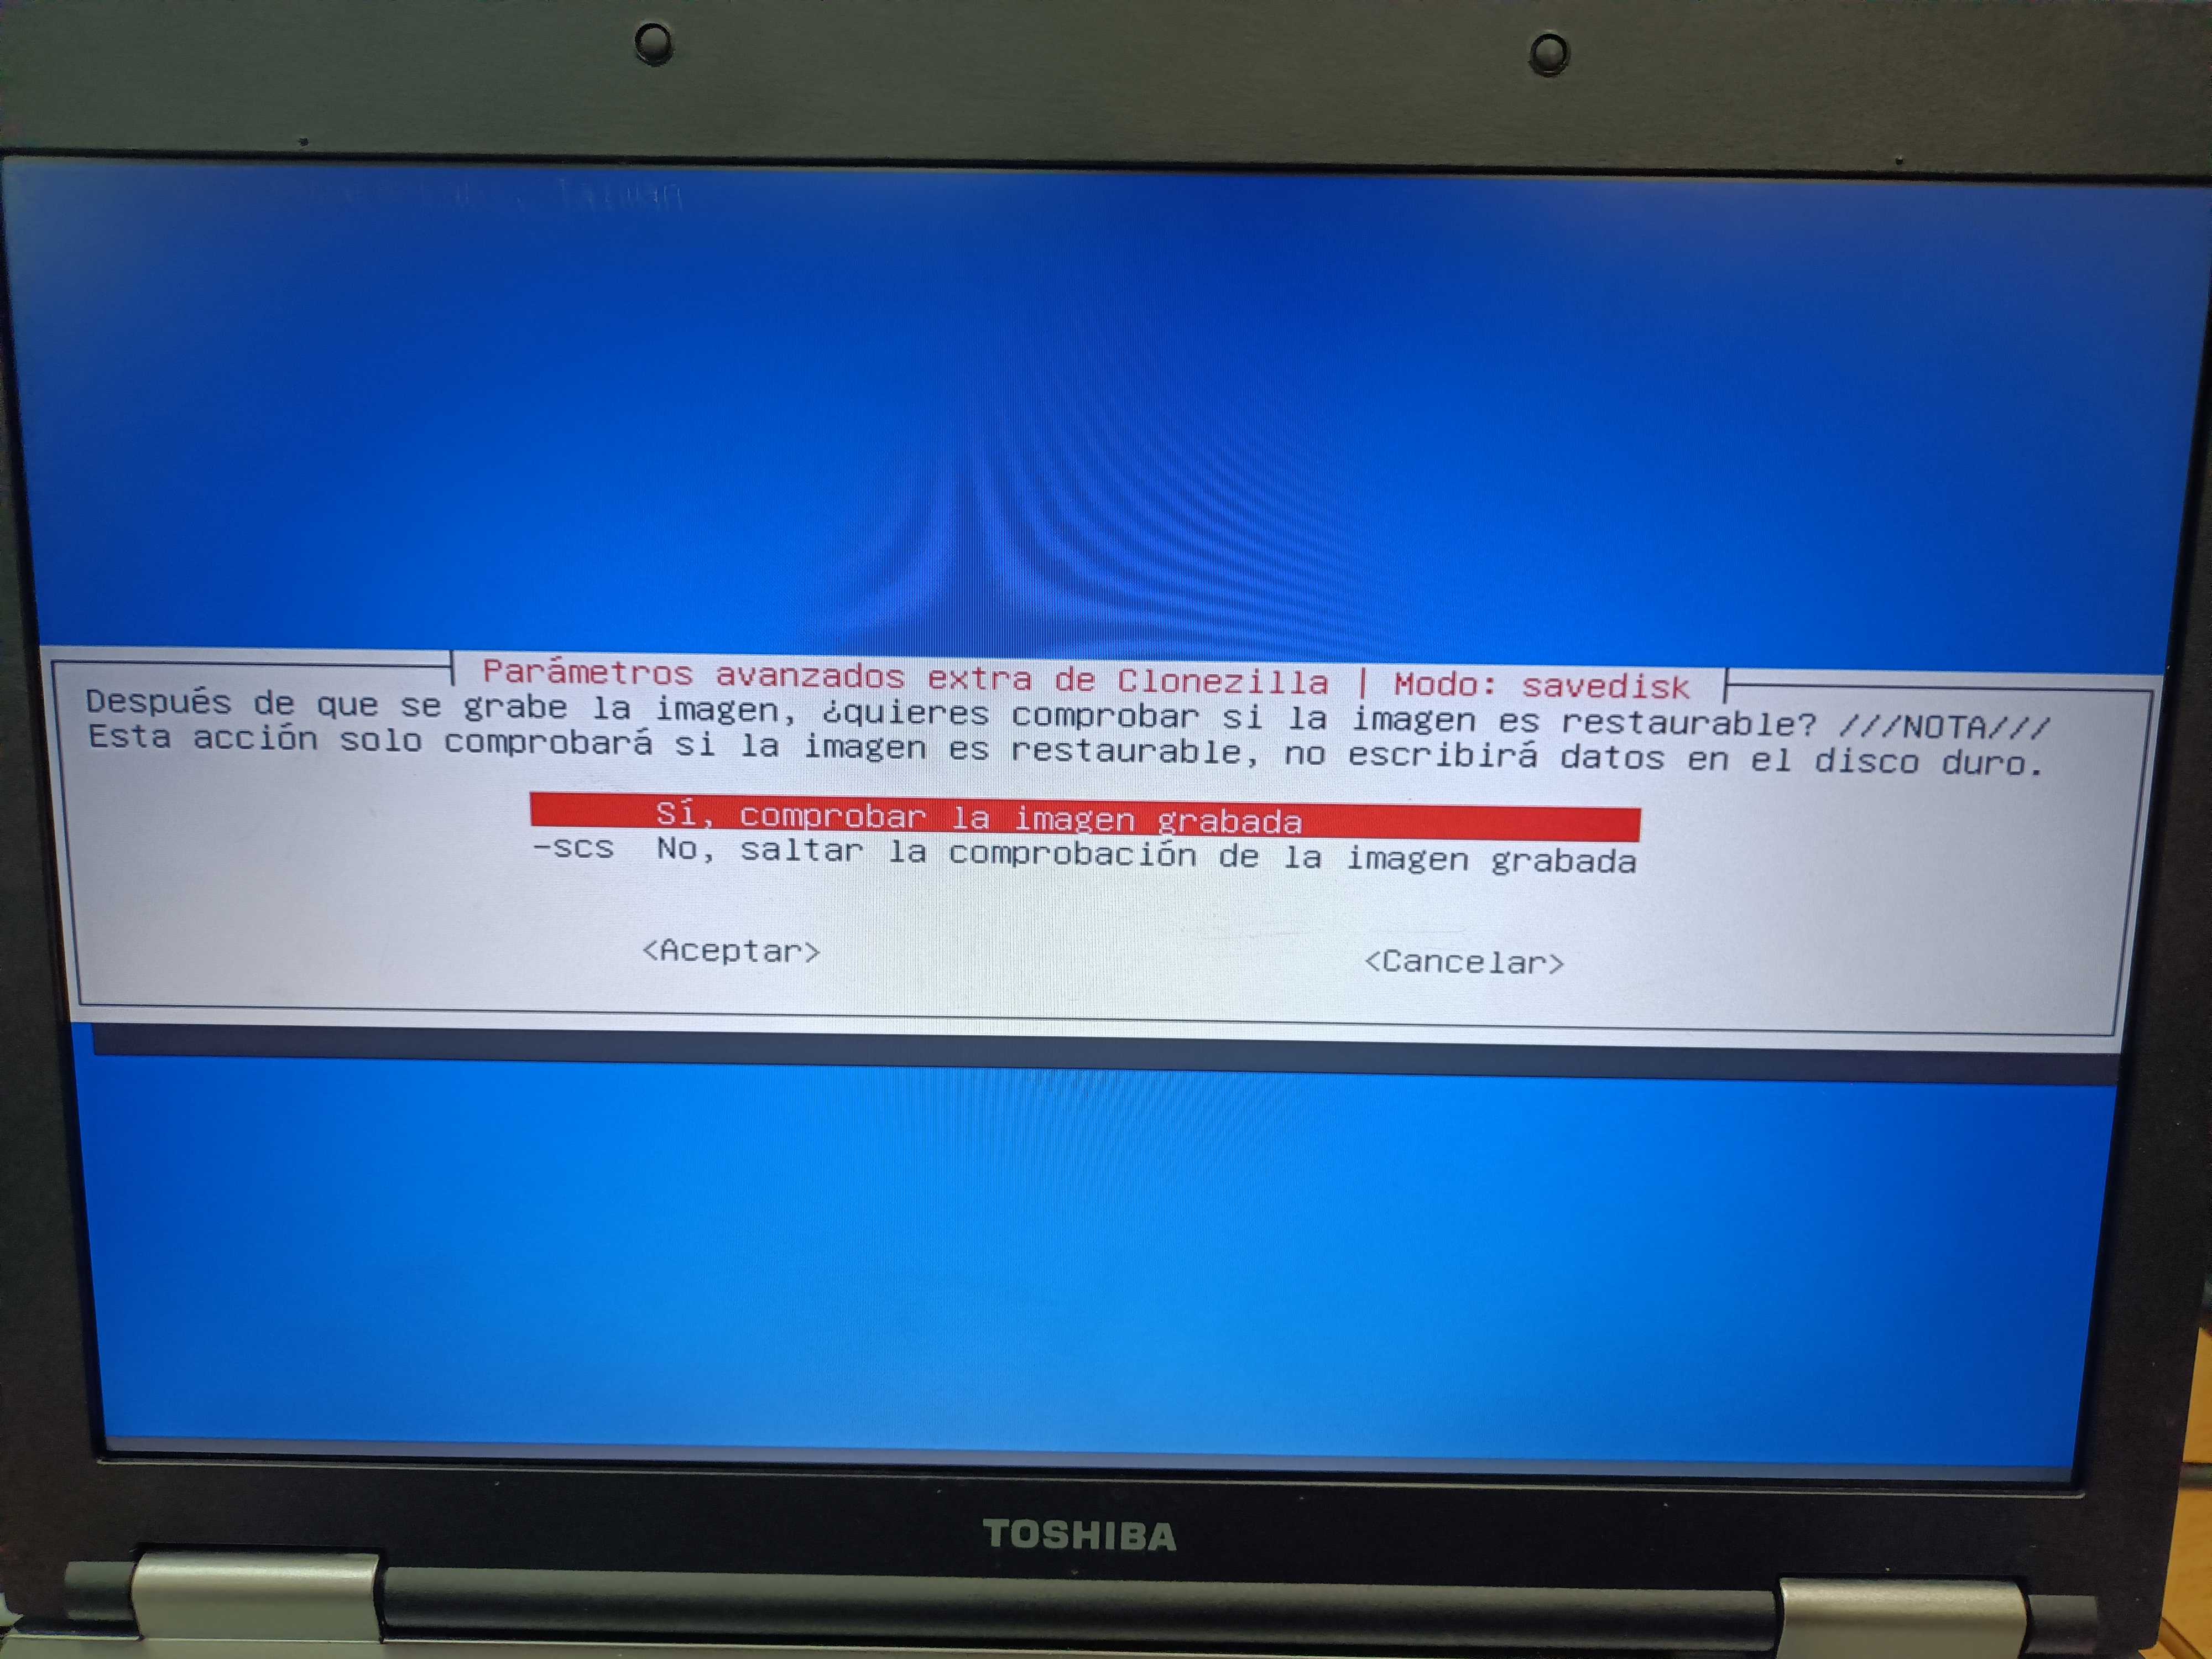 Taiwan
Parámetros avanzados extra de Clonezilla | Modo: savedisk
Después de que se grabe la imagen, ¿quieres comprobar si la imagen es restaurable? ///NOTA///
Esta acción solo comprobará si la imagen es restaurable, no escribirá datos en el disco duro.
Sí, comprobar la imagen grabada
-scs No, saltar la comprobación de la imagen grabada
<Aceptar> <Cancelar>
TOSHIBA